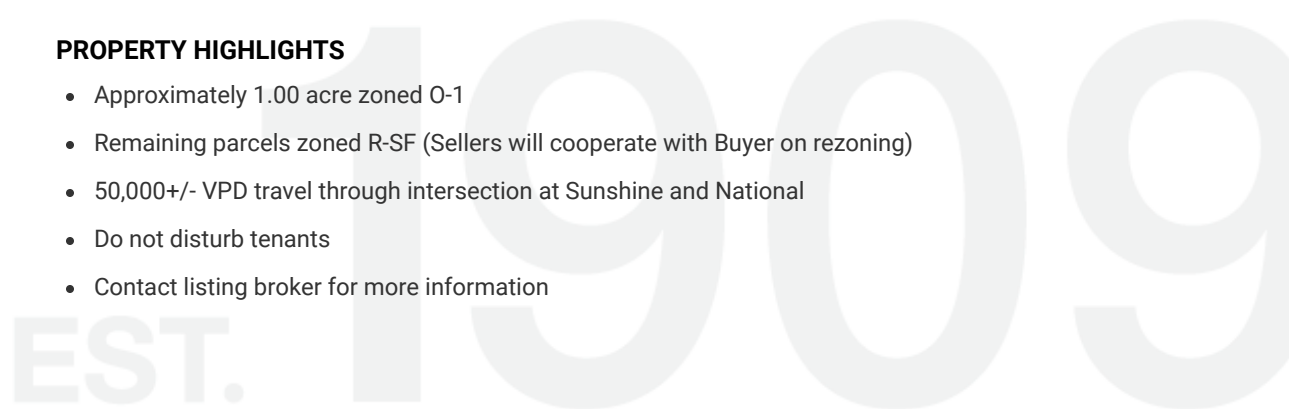 PROPERTY HIGHLIGHTS
• Approximately 1.00 acre zoned O-1
• Remaining parcels zoned R-SF (Sellers will cooperate with Buyer on rezoning)
• 50,000+/- VPD travel through intersection at Sunshine and National
• Do not disturb tenants
• Contact listing broker for more information
EST. 1909